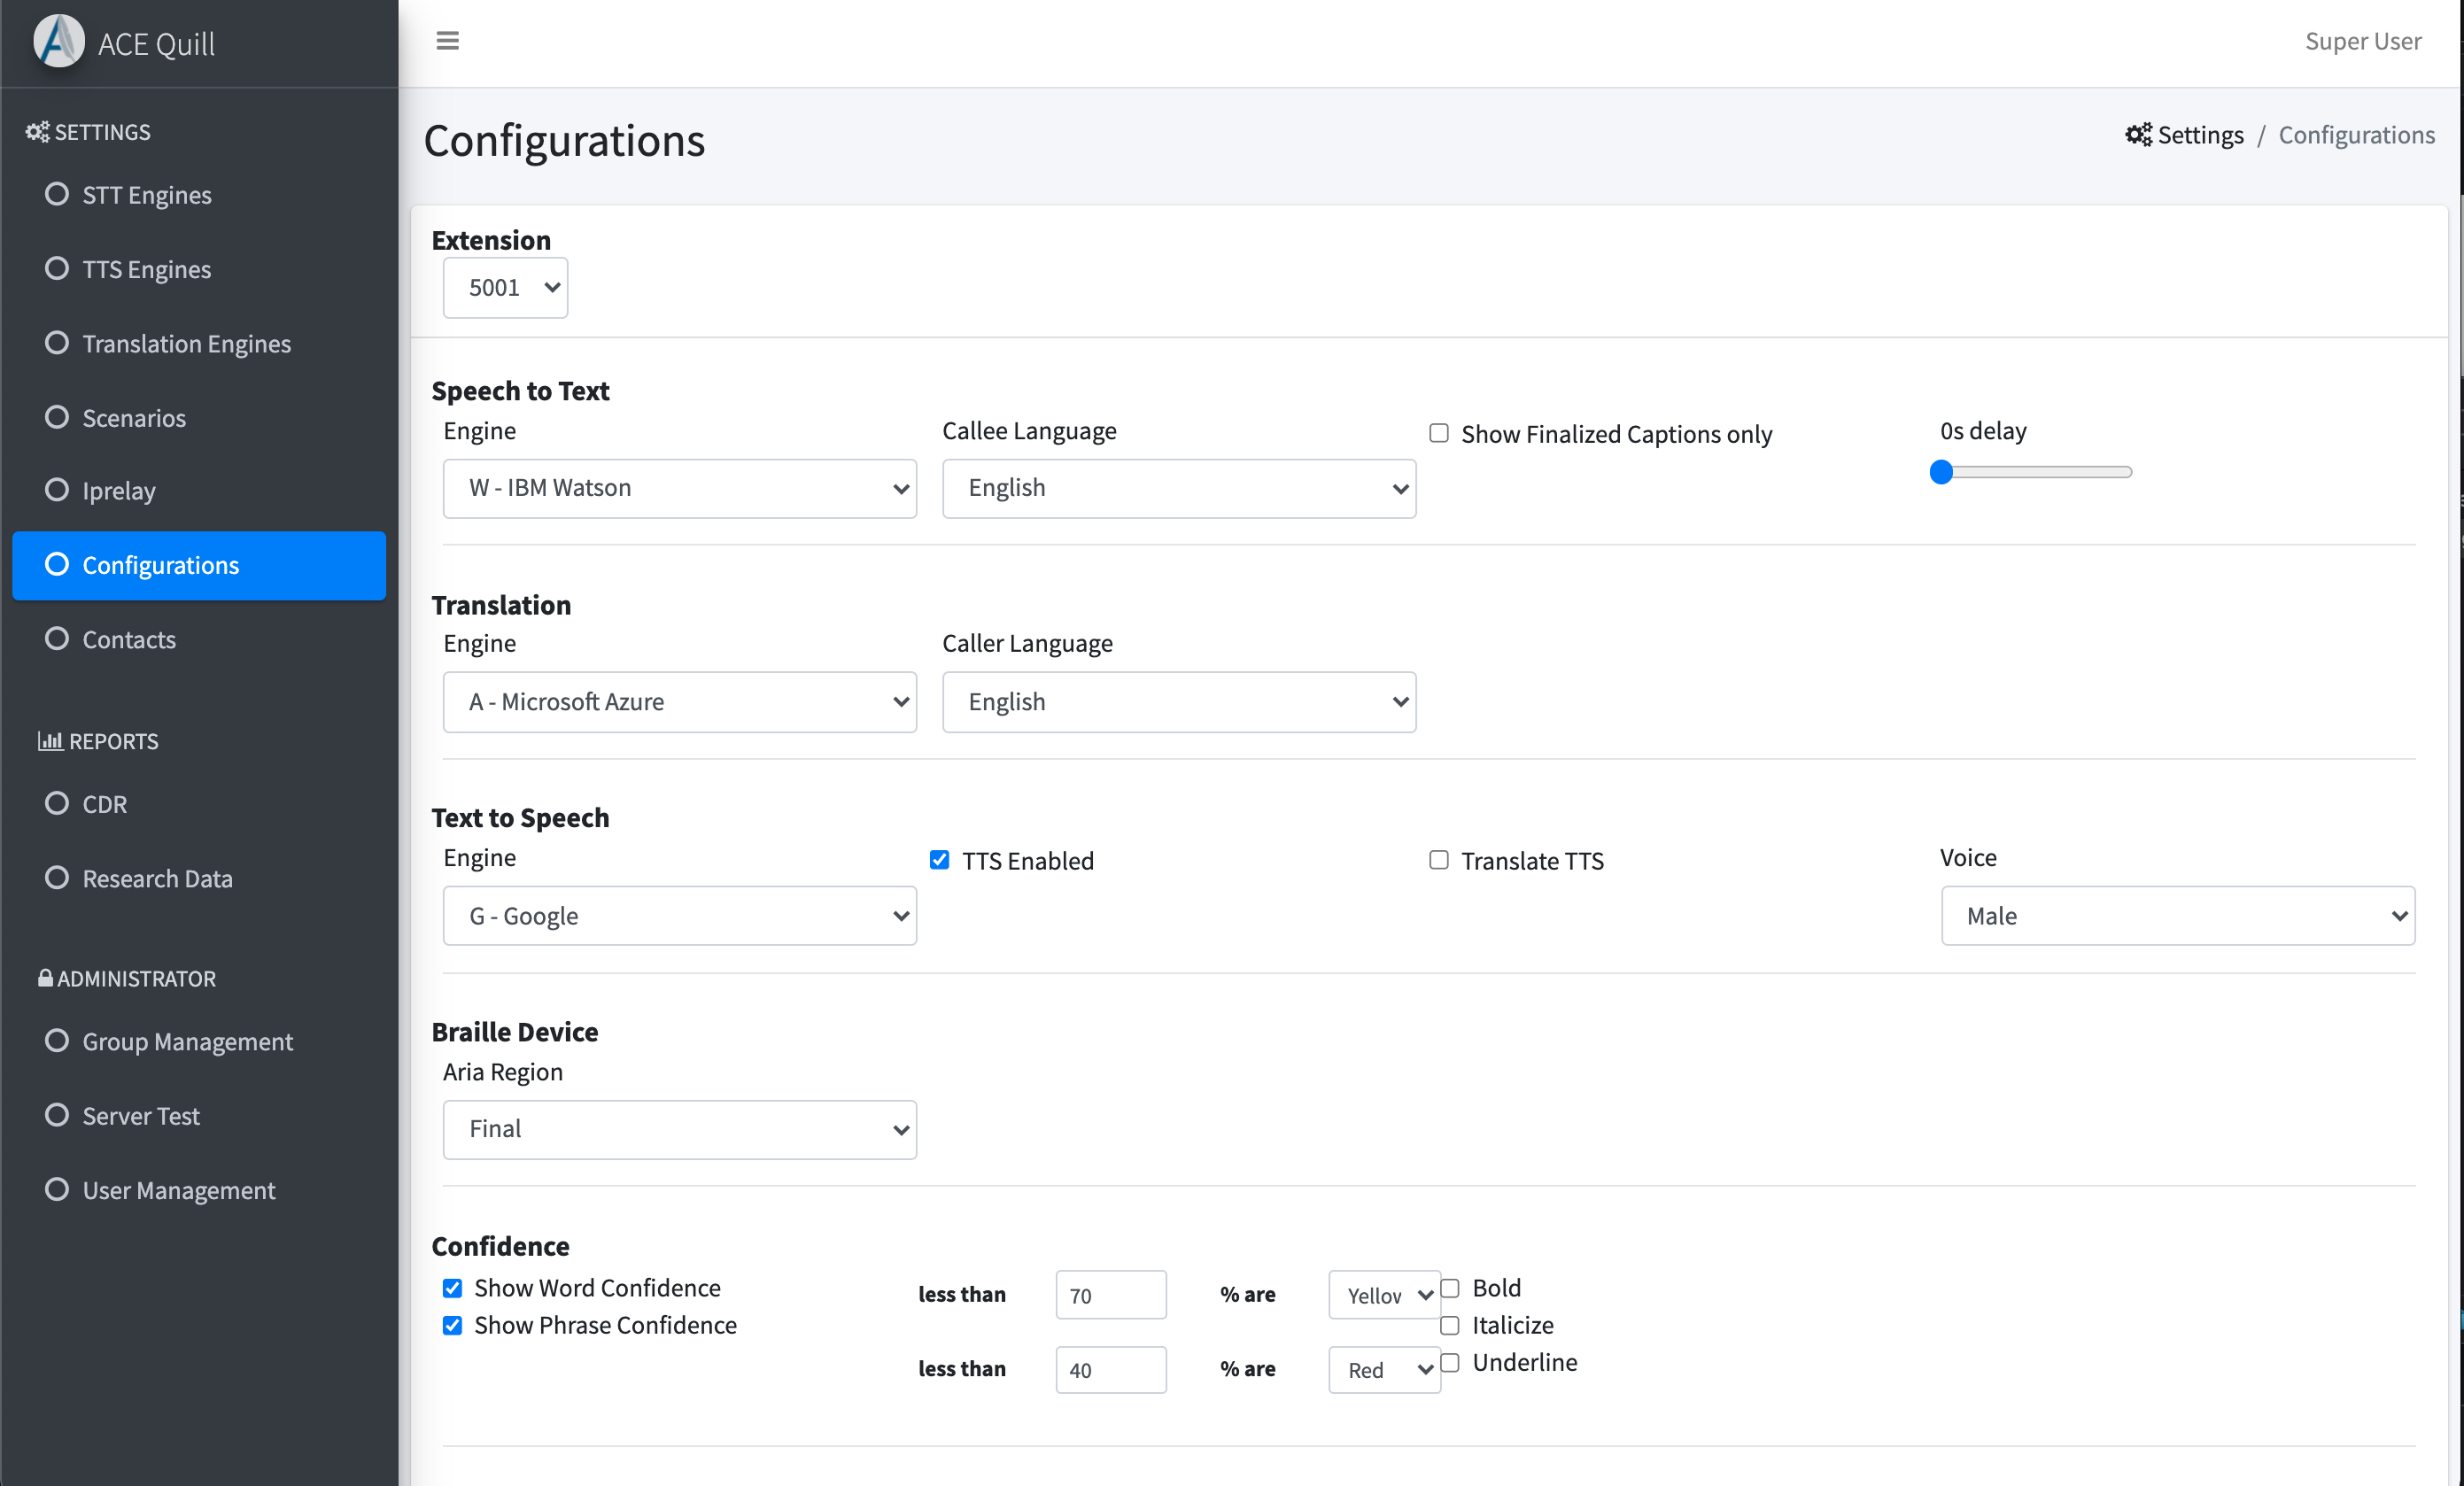 ACE Quill
Super User
SETTINGS
STT Engines
TTS Engines
Translation Engines
Scenarios
Iprelay
Configurations
Contacts
REPORTS
CDR
Research Data
ADMINISTRATOR
Group Management
Server Test
User Management
Configurations
Settings / Configurations
Extension
5001
Speech to Text
Engine
W - IBM Watson
Callee Language
English
Show Finalized Captions only
0s delay
Translation
Engine
A - Microsoft Azure
Caller Language
English
Text to Speech
Engine
G - Google
TTS Enabled
Translate TTS
Voice
Male
Braille Device
Aria Region
Final
Confidence
Show Word Confidence
Show Phrase Confidence
less than 70 % are Yellow
less than 40 % are Red
Bold
Italicize
Underline